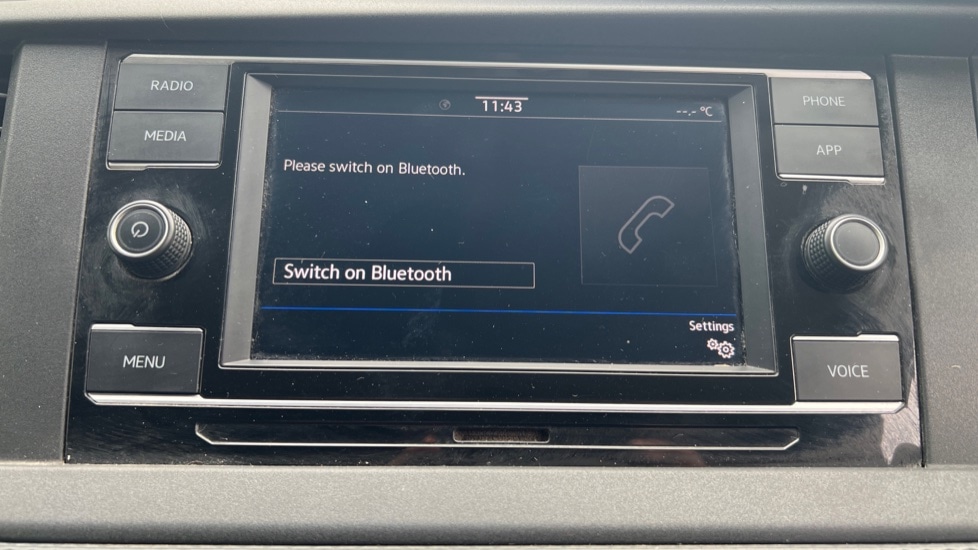 RADIO
MEDIA
11:43
--,- °C
PHONE
APP
Please switch on Bluetooth.
Switch on Bluetooth
Settings
MENU
VOICE